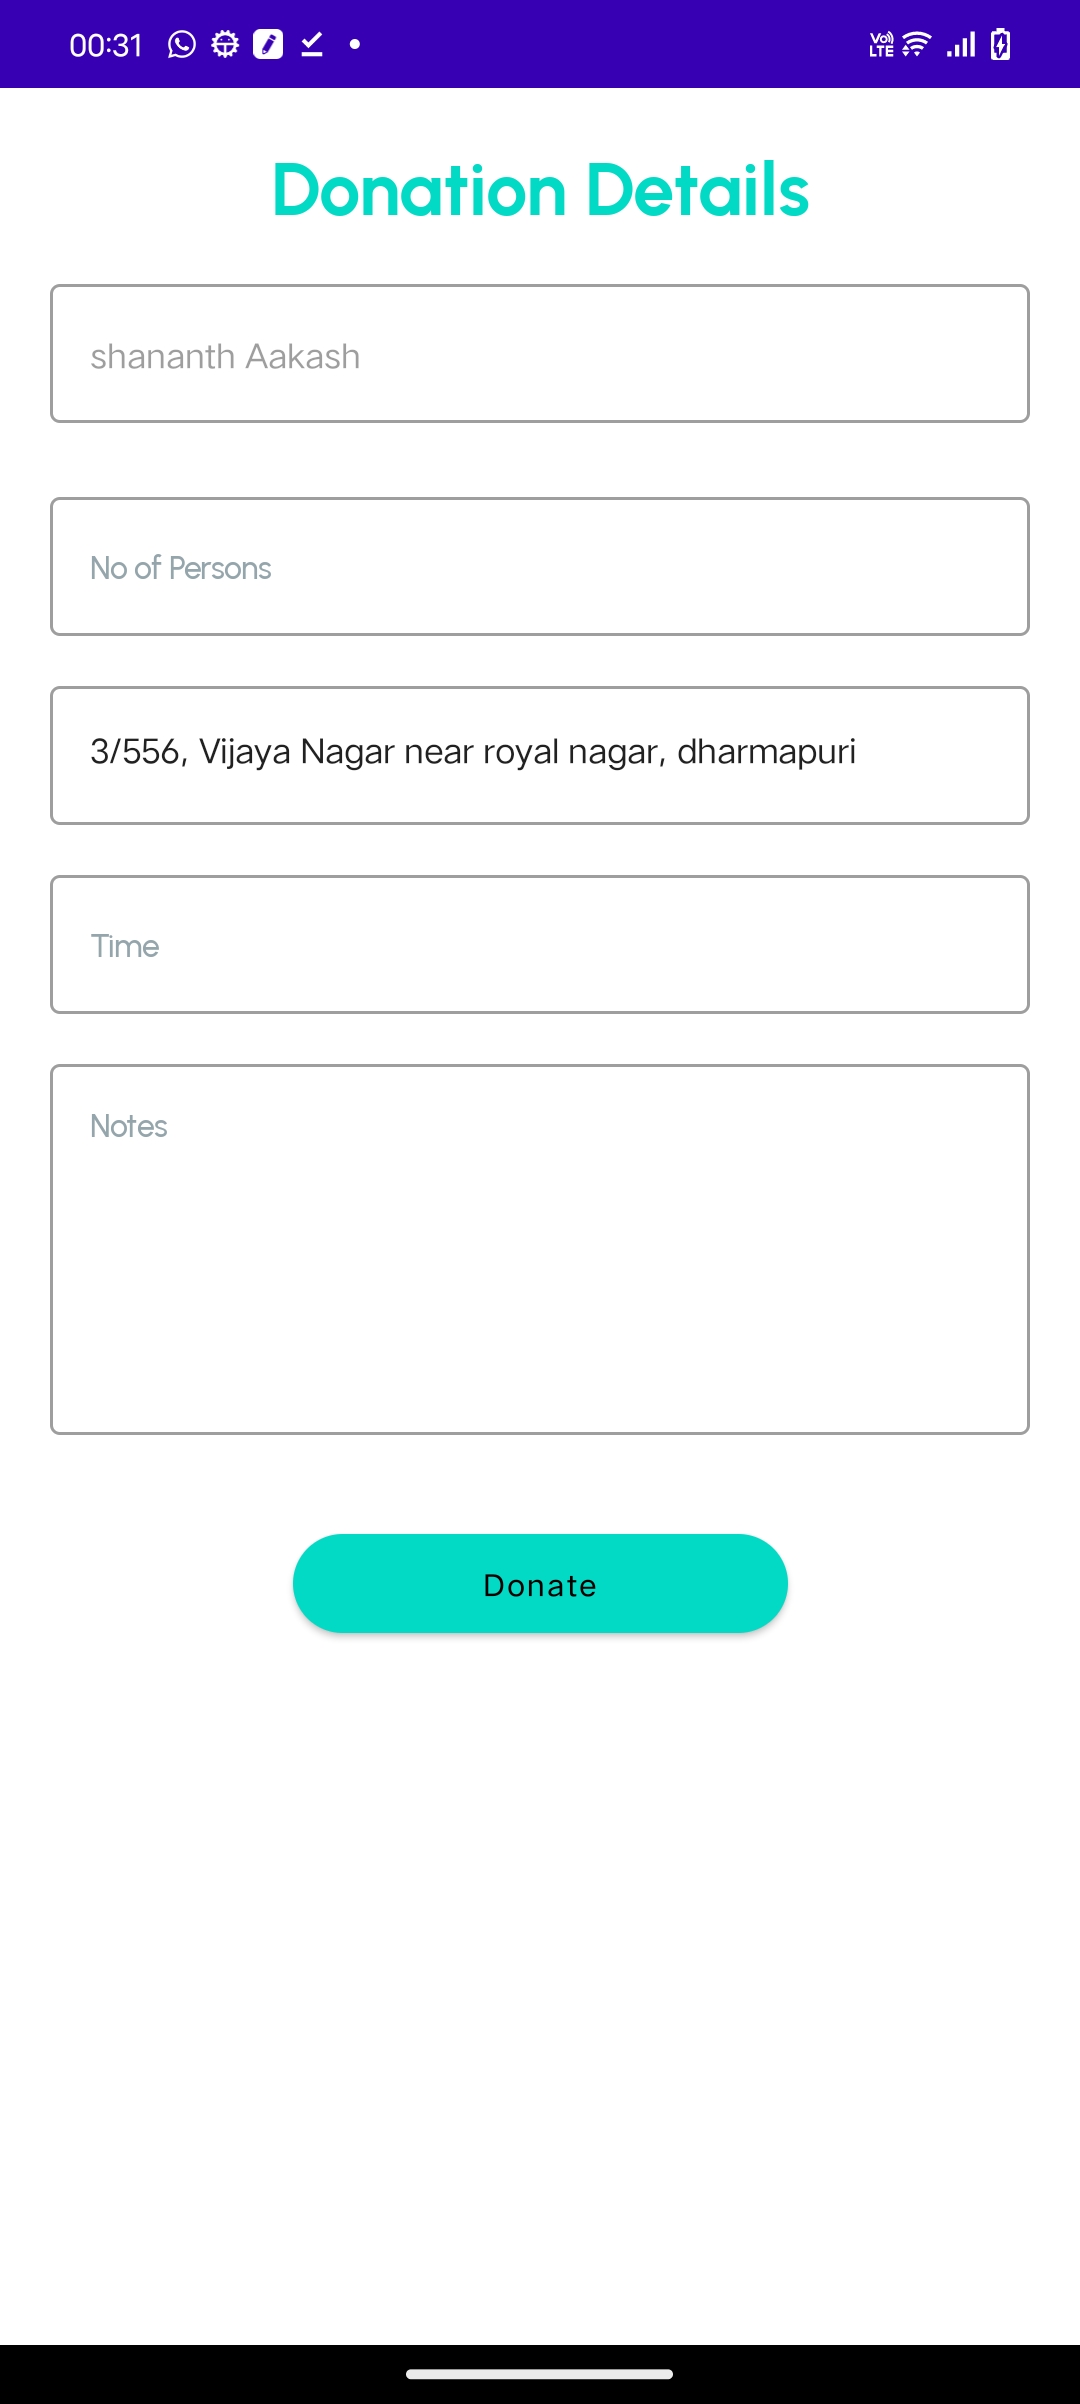 00:31
Vo)) LTE
Donation Details
shananth Aakash
No of Persons
3/556, Vijaya Nagar near royal nagar, dharmapuri
Time
Notes
Donate